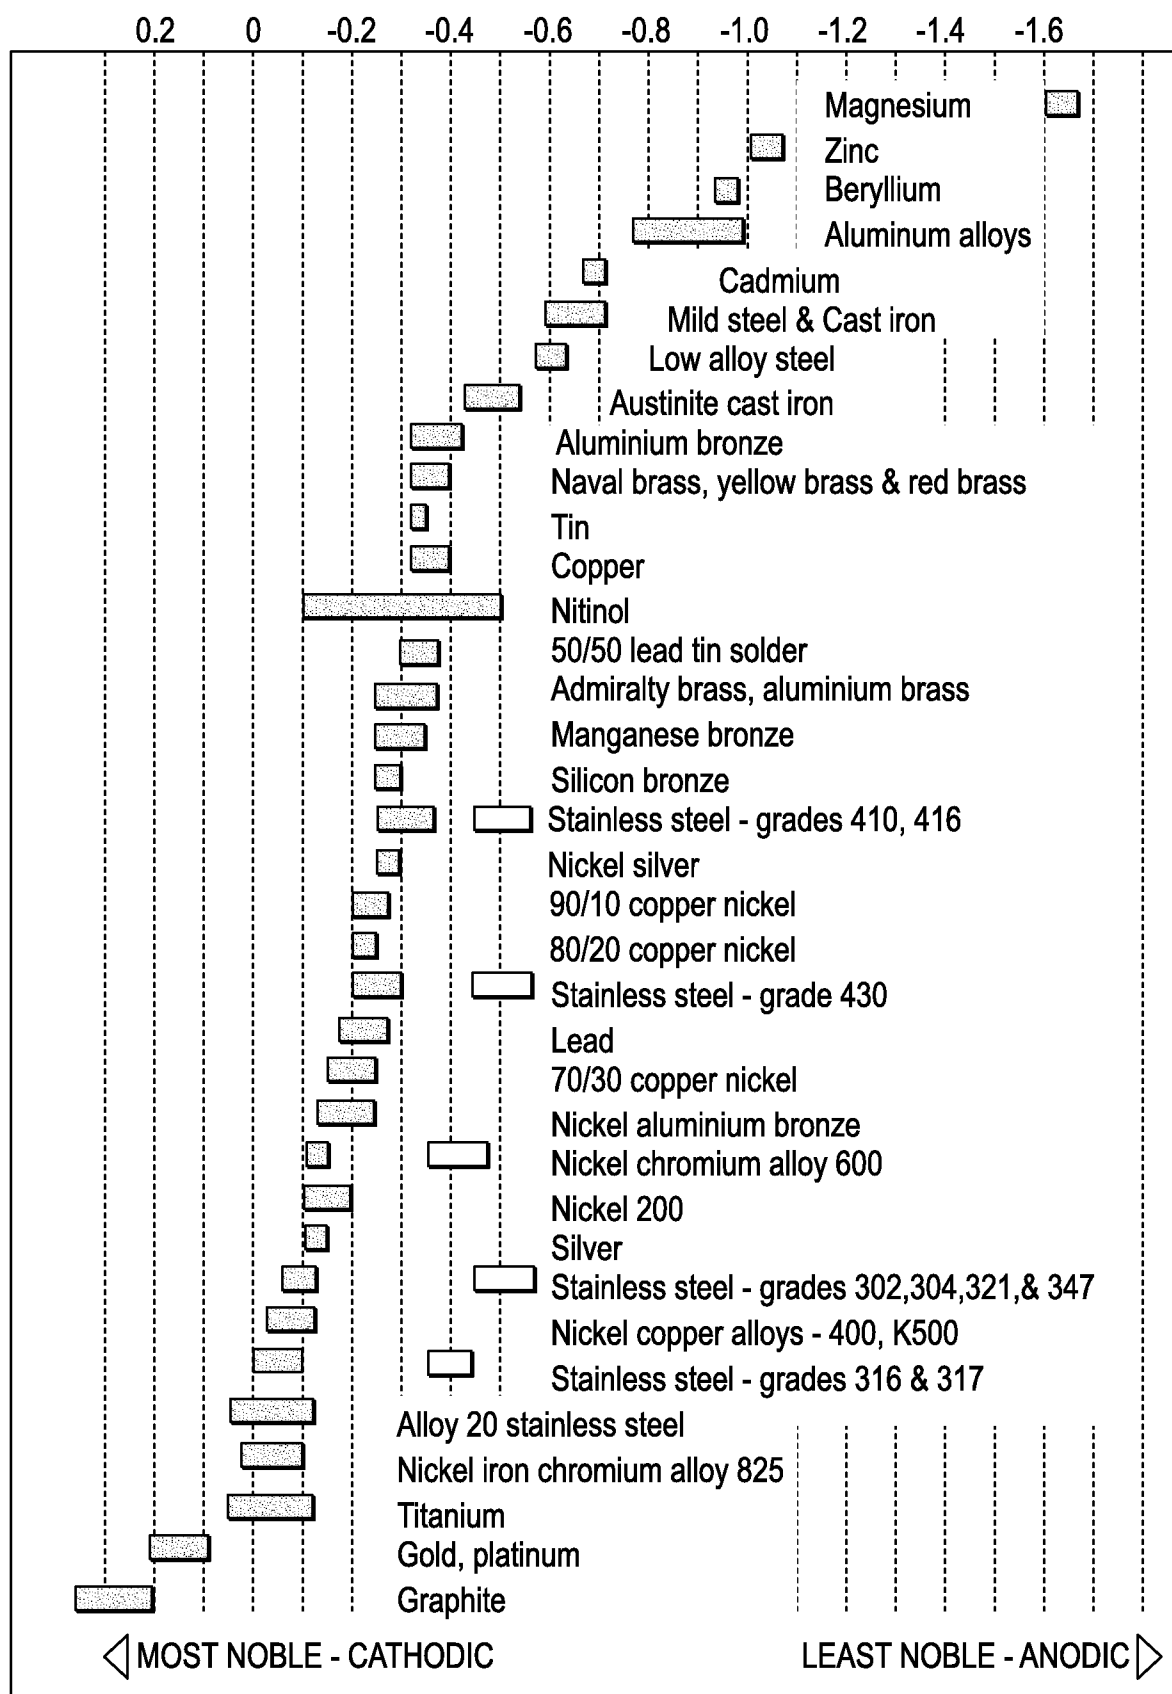 0.2 0 -0.2 -0.4 -0.6 -0.8 -1.0 -1.2 -1.4 -1.6
Magnesium
Zinc
Beryllium
Aluminum alloys
Cadmium
Mild steel & Cast iron
Low alloy steel
Austinite cast iron
Aluminium bronze
Naval brass, yellow brass & red brass
Tin
Copper
Nitinol
50/50 lead tin solder
Admiralty brass, aluminium brass
Manganese bronze
Silicon bronze
Stainless steel - grades 410, 416
Nickel silver
90/10 copper nickel
80/20 copper nickel
Stainless steel - grade 430
Lead
70/30 copper nickel
Nickel aluminium bronze
Nickel chromium alloy 600
Nickel 200
Silver
Stainless steel - grades 302,304,321,& 347
Nickel copper alloys - 400, K500
Stainless steel - grades 316 & 317
Alloy 20 stainless steel
Nickel iron chromium alloy 825
Titanium
Gold, platinum
Graphite
MOST NOBLE - CATHODIC LEAST NOBLE - ANODIC